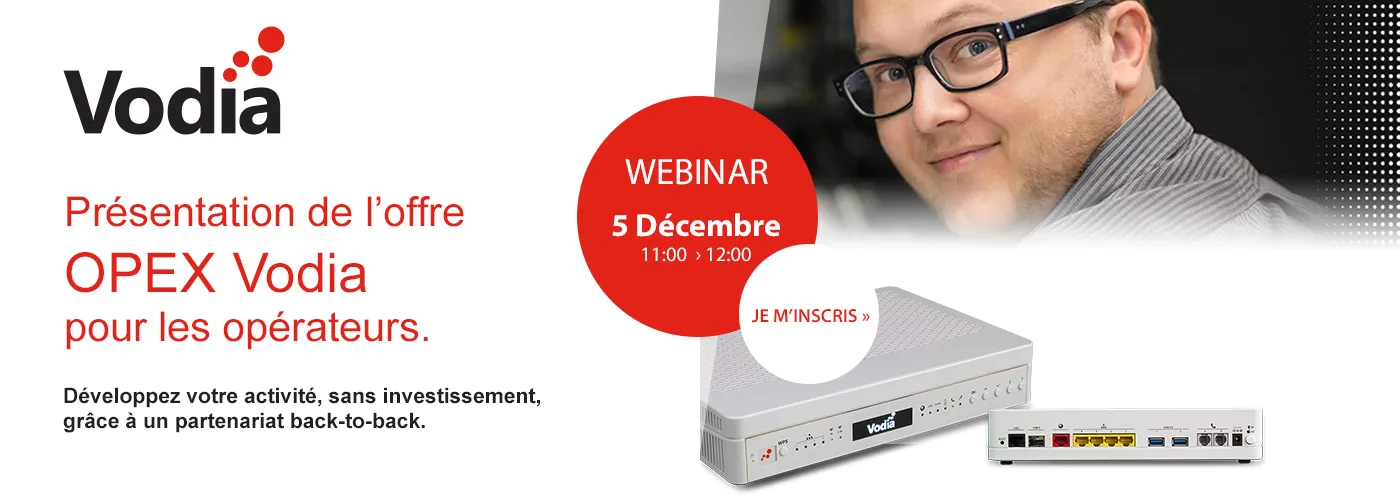 Vodia
Présentation de l’offre
OPEX Vodia
pour les opérateurs.
Développez votre activité, sans investissement,
grâce à un partenariat back-to-back.
WEBINAR
5 Décembre
11:00 › 12:00
JE M’INSCRIS »
WPS
Vodia